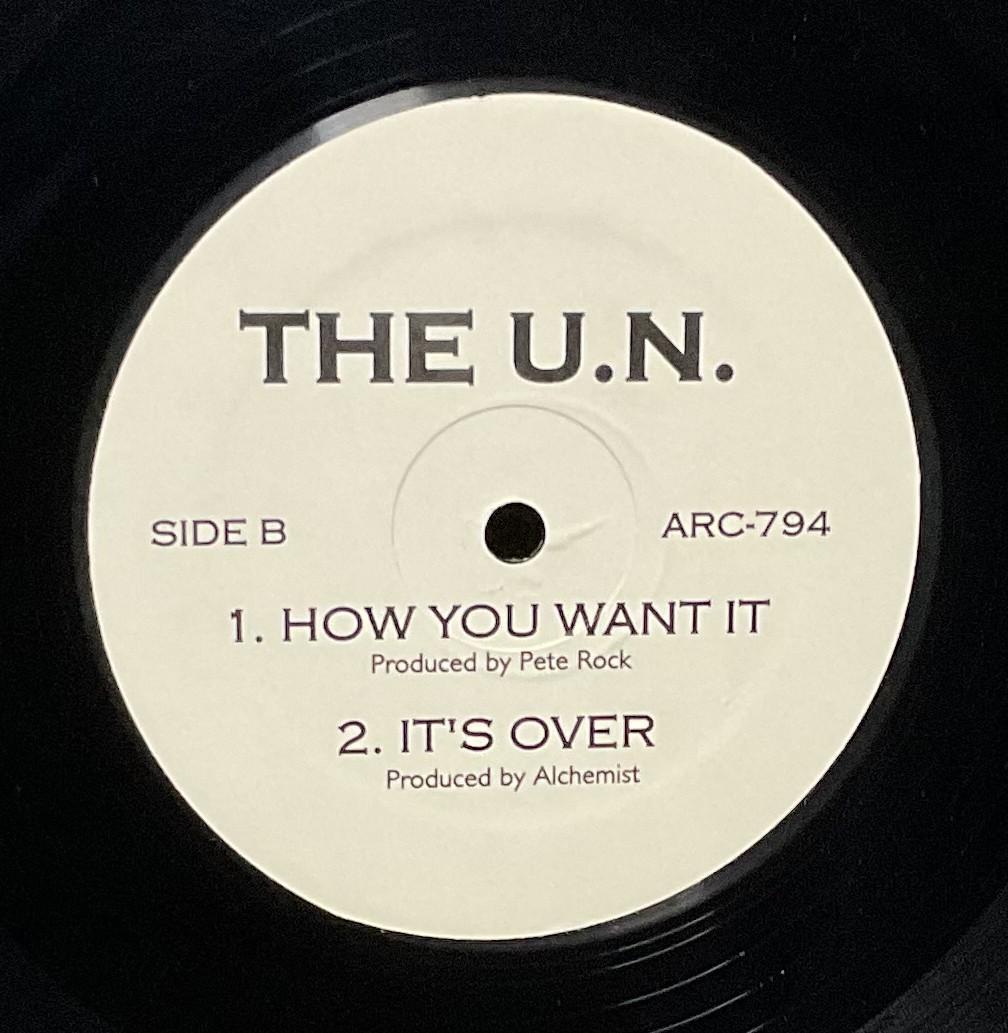 THE U.N.
SIDE B
ARC-794
1. HOW YOU WANT IT
Produced by Pete Rock
2. IT'S OVER
Produced by Alchemist